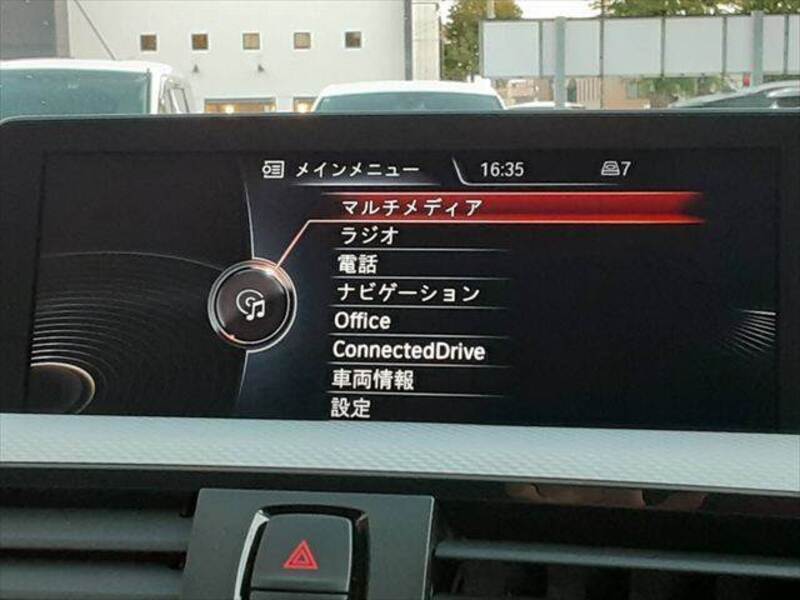 メインメニュー 16:35 7
マルチメディア
ラジオ
電話
ナビゲーション
Office
ConnectedDrive
車両情報
設定